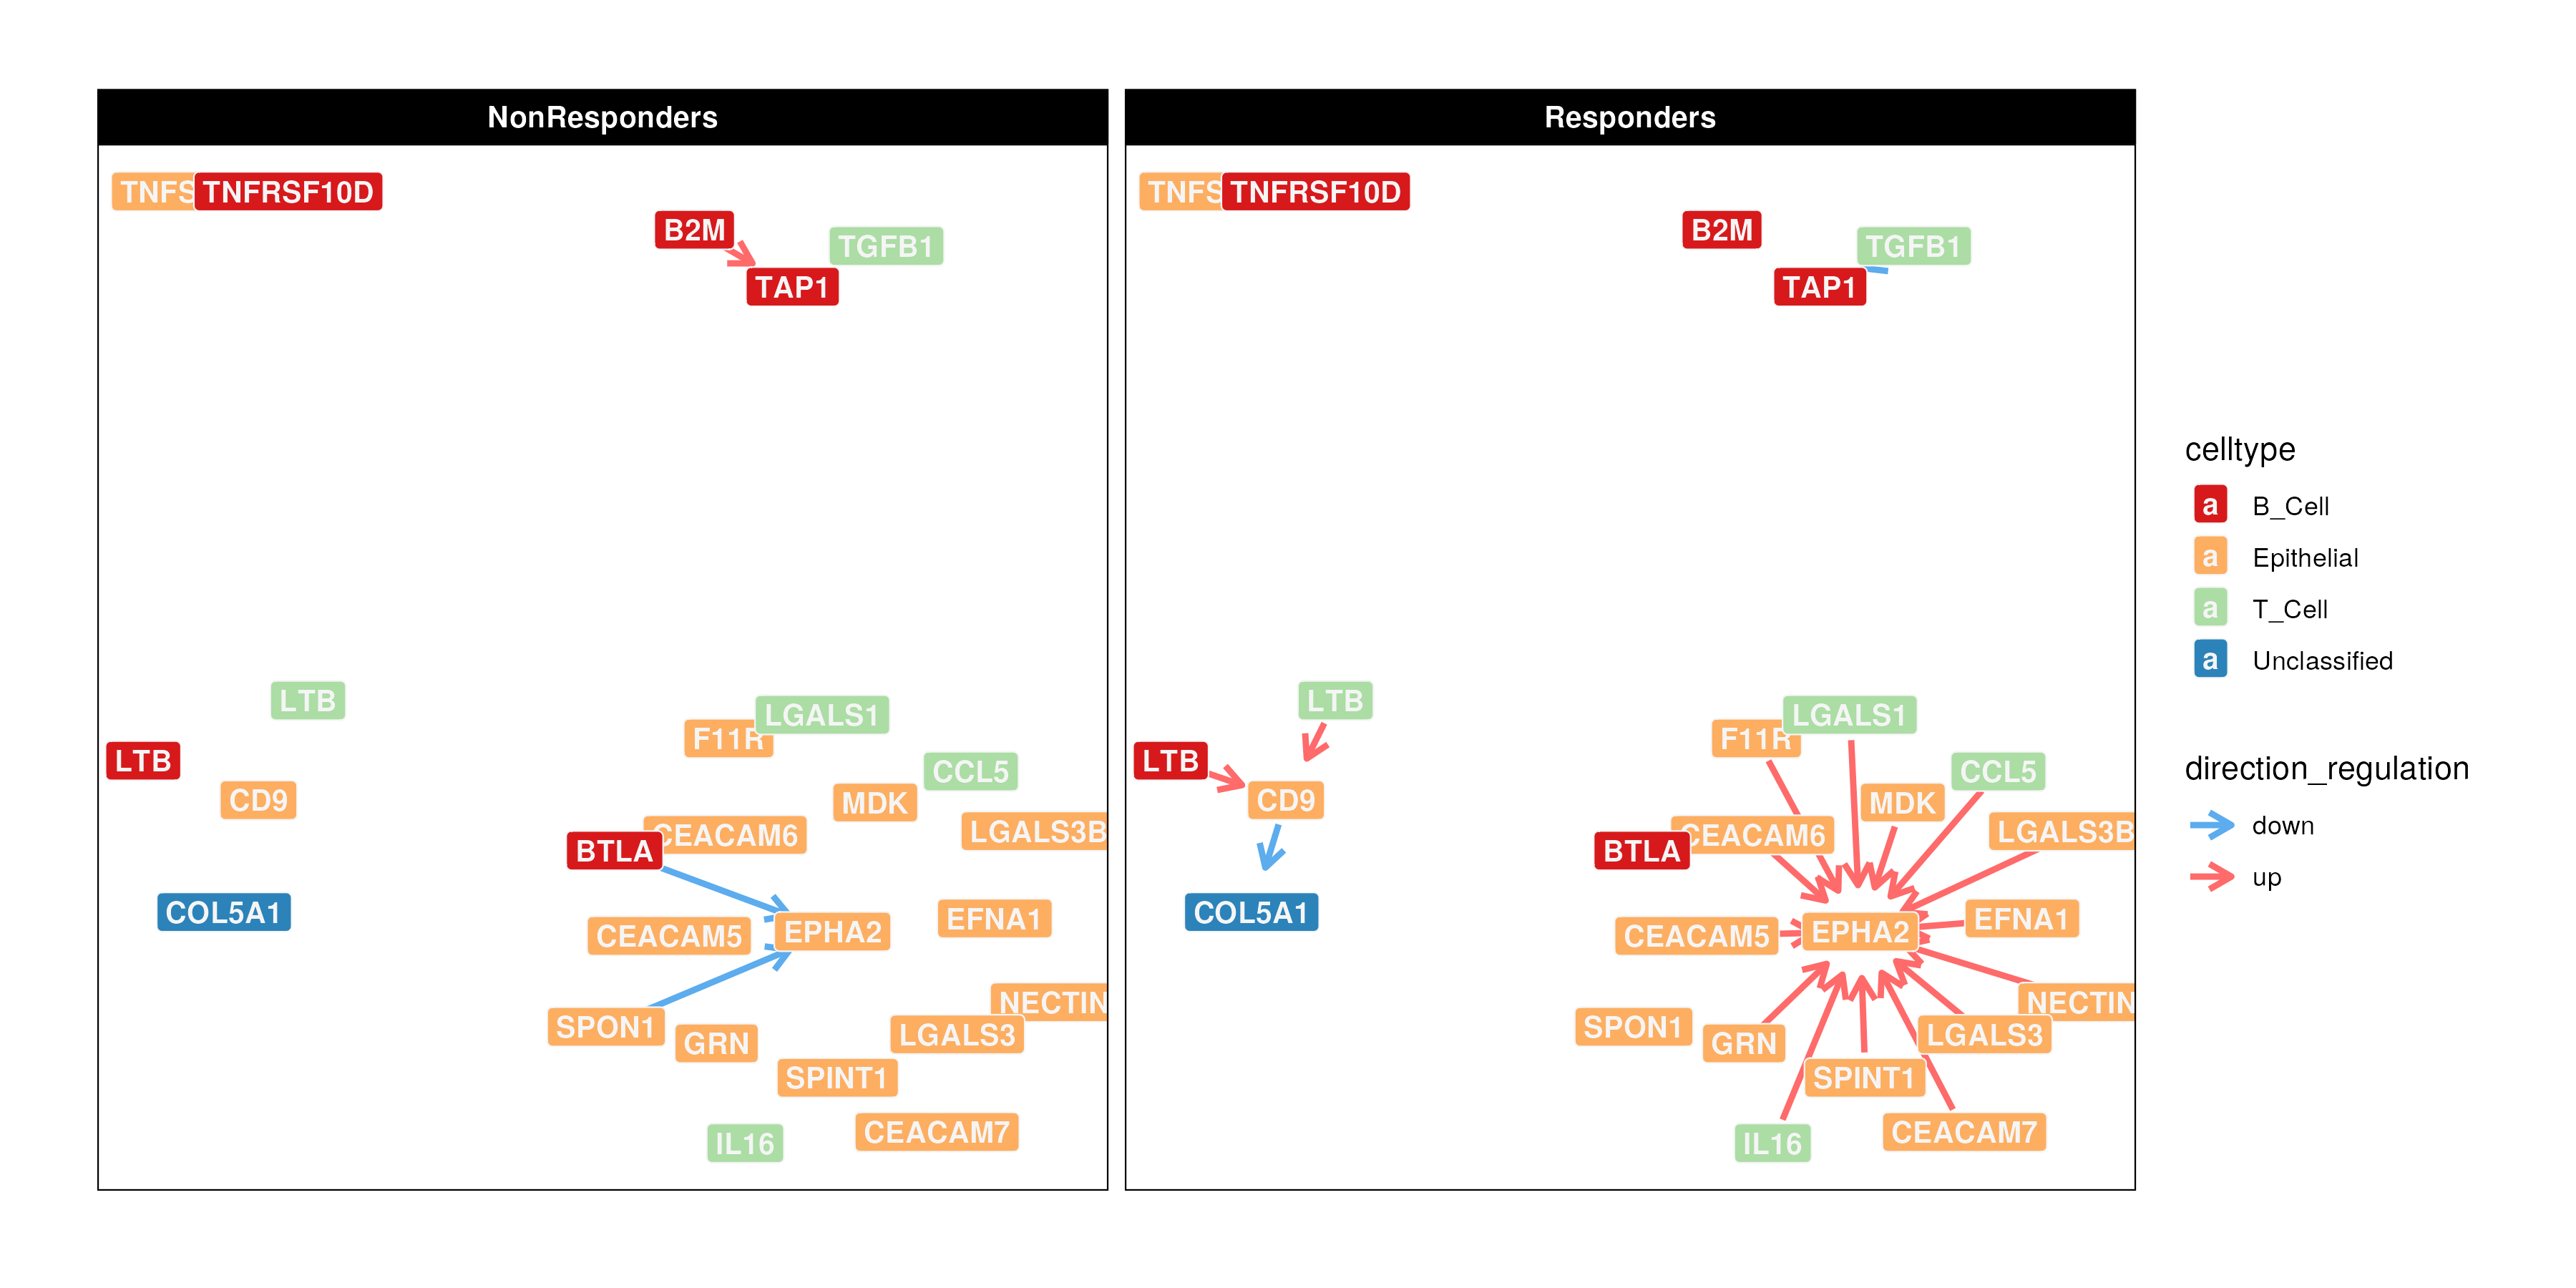 NonResponders
TNFS
TNFRSF10D
B2M
TGFB1
TAP1
LTB
LGALS1
F11R
LTB
CCL5
CD9
MDK
LGALS3B
CEACAM6
BTLA
COL5A1
EFNA1
EPHA2
CEACAM5
NECTIN
SPON1
LGALS3
GRN
SPINT1
CEACAM7
IL16
Responders
TNFS
TNFRSF10D
B2M
TGFB1
TAP1
LTB
LGALS1
F11R
LTB
CCL5
CD9
MDK
LGALS3B
CEACAM6
BTLA
COL5A1
EFNA1
EPHA2
CEACAM5
NECTIN
SPON1
LGALS3
GRN
SPINT1
CEACAM7
IL16
celltype
a B_Cell
a Epithelial
a T_Cell
a Unclassified
direction_regulation
down
up